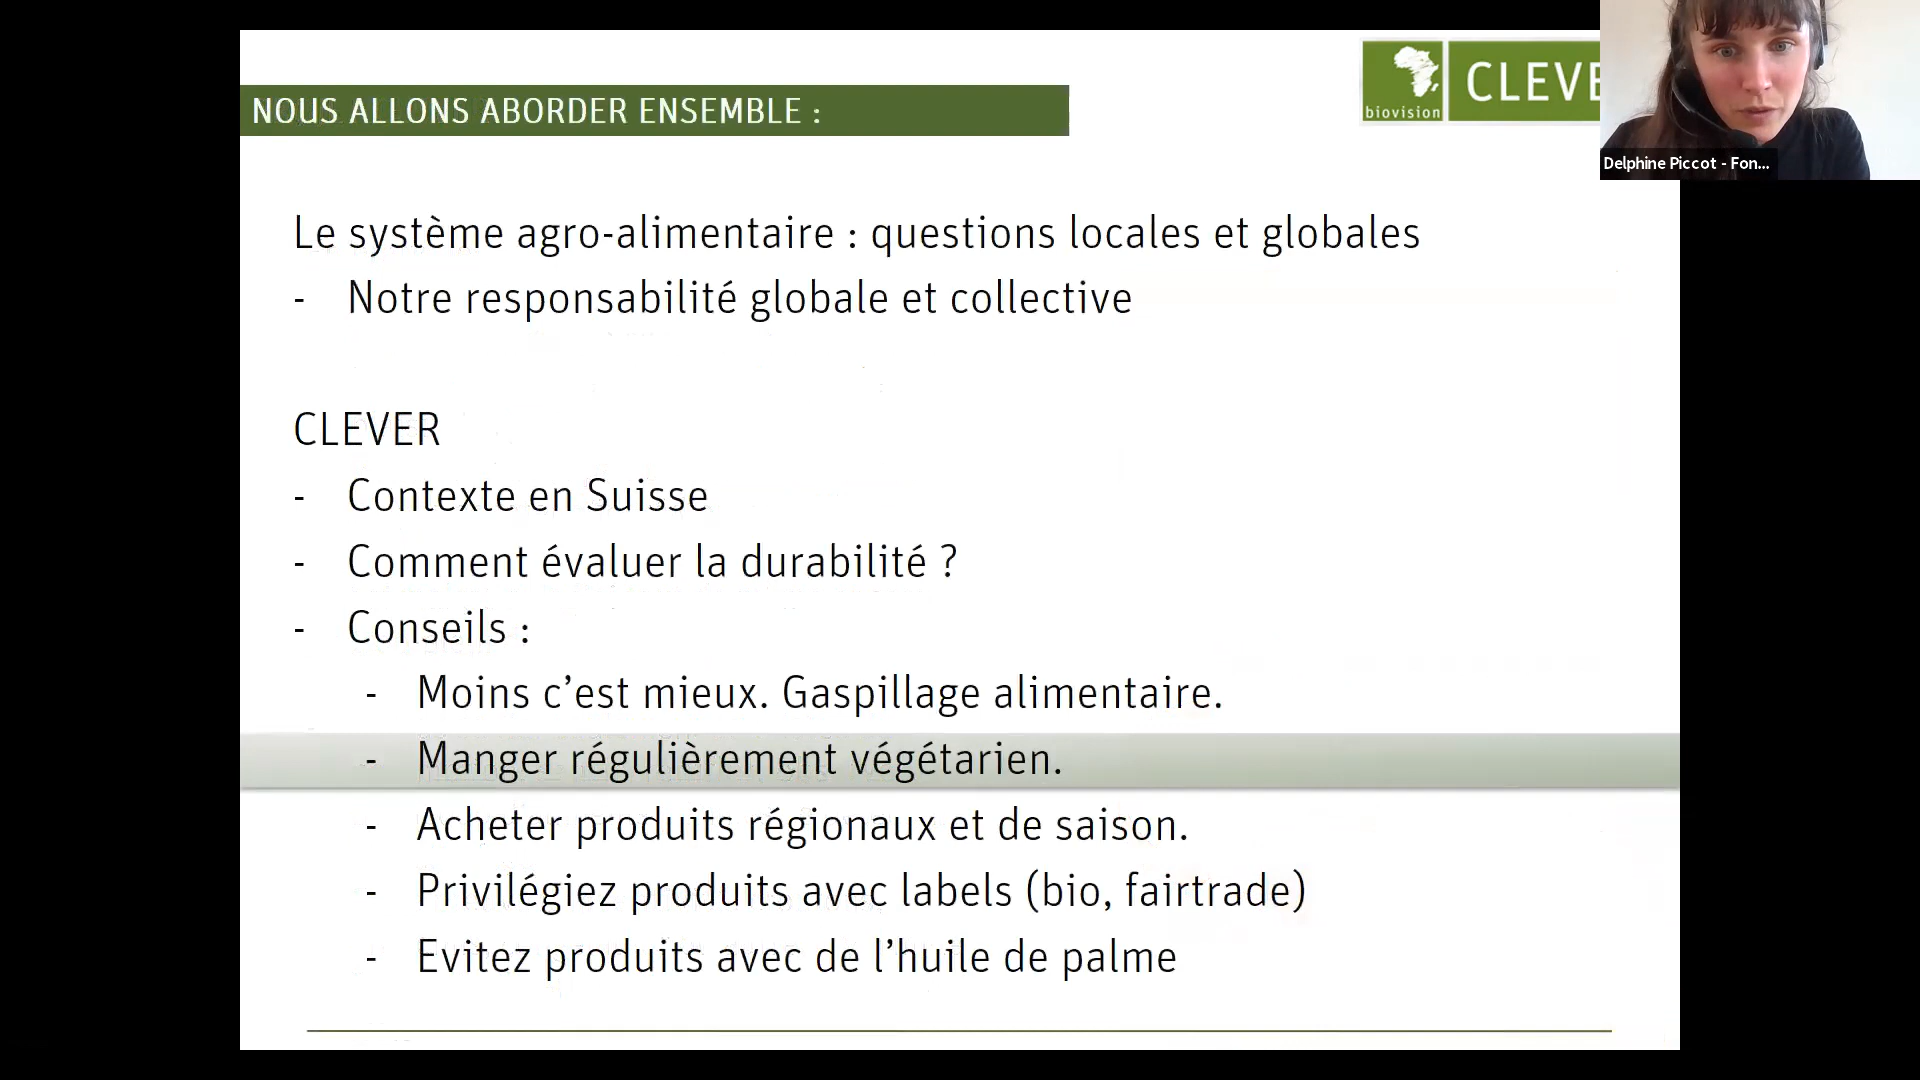 NOUS ALLONS ABORDER ENSEMBLE :
biovision
CLEVE
Delphine Piccot - Fon...
Le système agro-alimentaire : questions locales et globales
- Notre responsabilité globale et collective
CLEVER
- Contexte en Suisse
- Comment évaluer la durabilité ?
- Conseils :
- Moins c’est mieux. Gaspillage alimentaire.
- Manger régulièrement végétarien.
- Acheter produits régionaux et de saison.
- Privilégiez produits avec labels (bio, fairtrade)
- Evitez produits avec de l’huile de palme